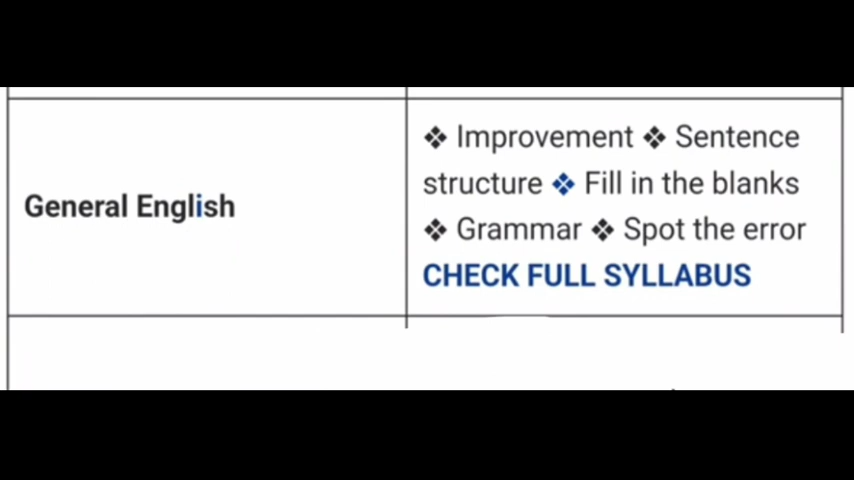 General English
❖ Improvement ❖ Sentence
structure ❖ Fill in the blanks
❖ Grammar ❖ Spot the error
CHECK FULL SYLLABUS